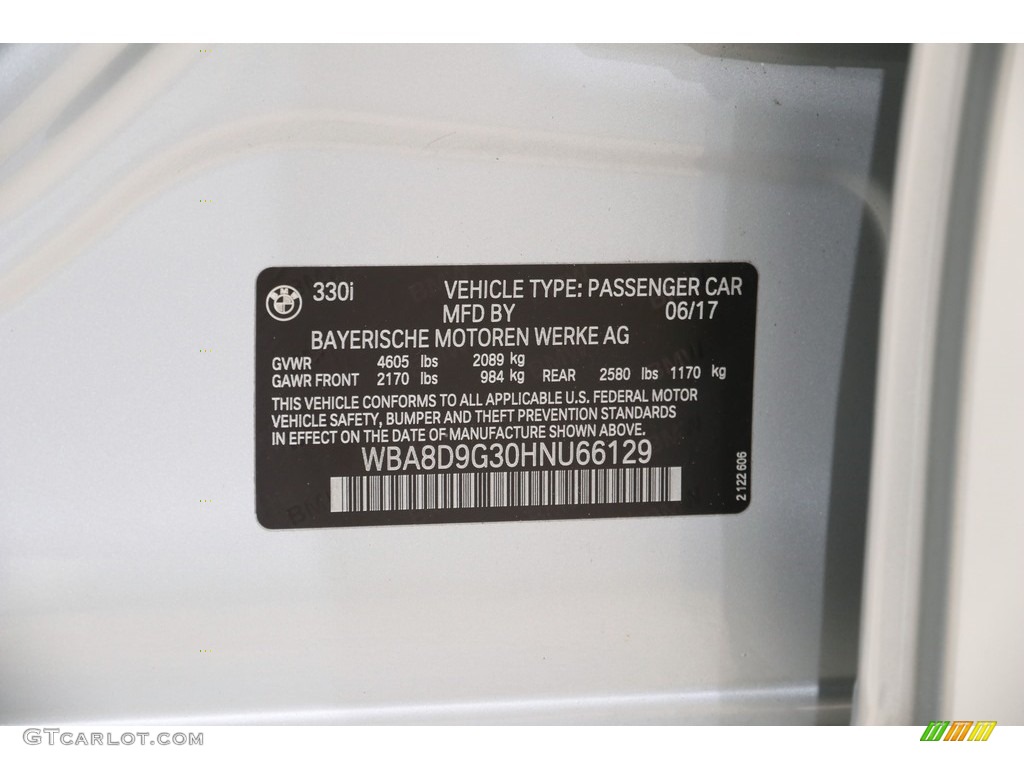 330i VEHICLE TYPE: PASSENGER CAR
MFD BY 06/17
BAYERISCHE MOTOREN WERKE AG
GVWR 4605 lbs 2089 kg
GAWR FRONT 2170 lbs 984 kg REAR 2580 lbs 1170 kg
THIS VEHICLE CONFORMS TO ALL APPLICABLE U.S. FEDERAL MOTOR
VEHICLE SAFETY, BUMPER AND THEFT PREVENTION STANDARDS
IN EFFECT ON THE DATE OF MANUFACTURE SHOWN ABOVE.
WBA8D9G30HNU66129
2 122 606
GTCarLot.com